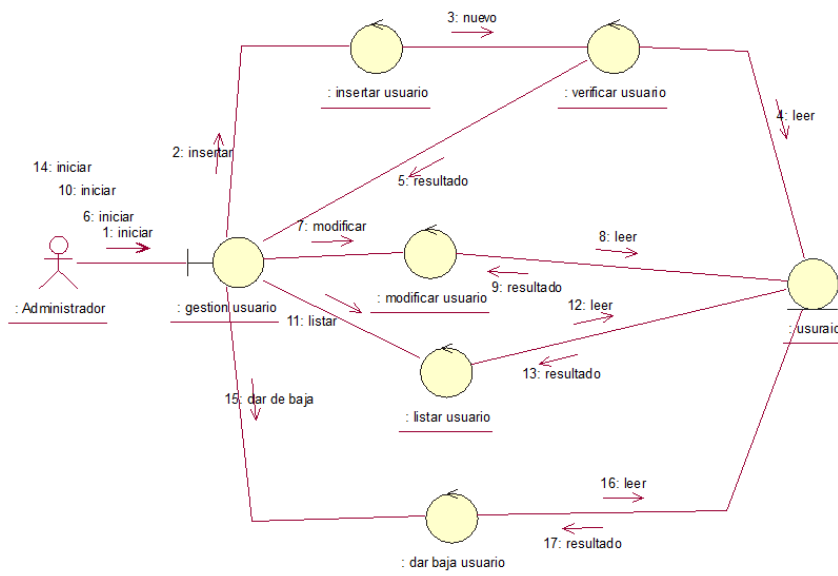 3: nuevo
: insertar usuario
: verificar usuario
4: leer
2: insertar
14: iniciar
5: resultado
10: iniciar
6: iniciar
7: modificar
1: iniciar
8: leer
9: resultado
: Administrador
: gestion usuario
: modificar usuario
12: leer
: usuraio
11: listar
13: resultado
15: dar de baja
: listar usuario
16: leer
17: resultado
: dar baja usuario